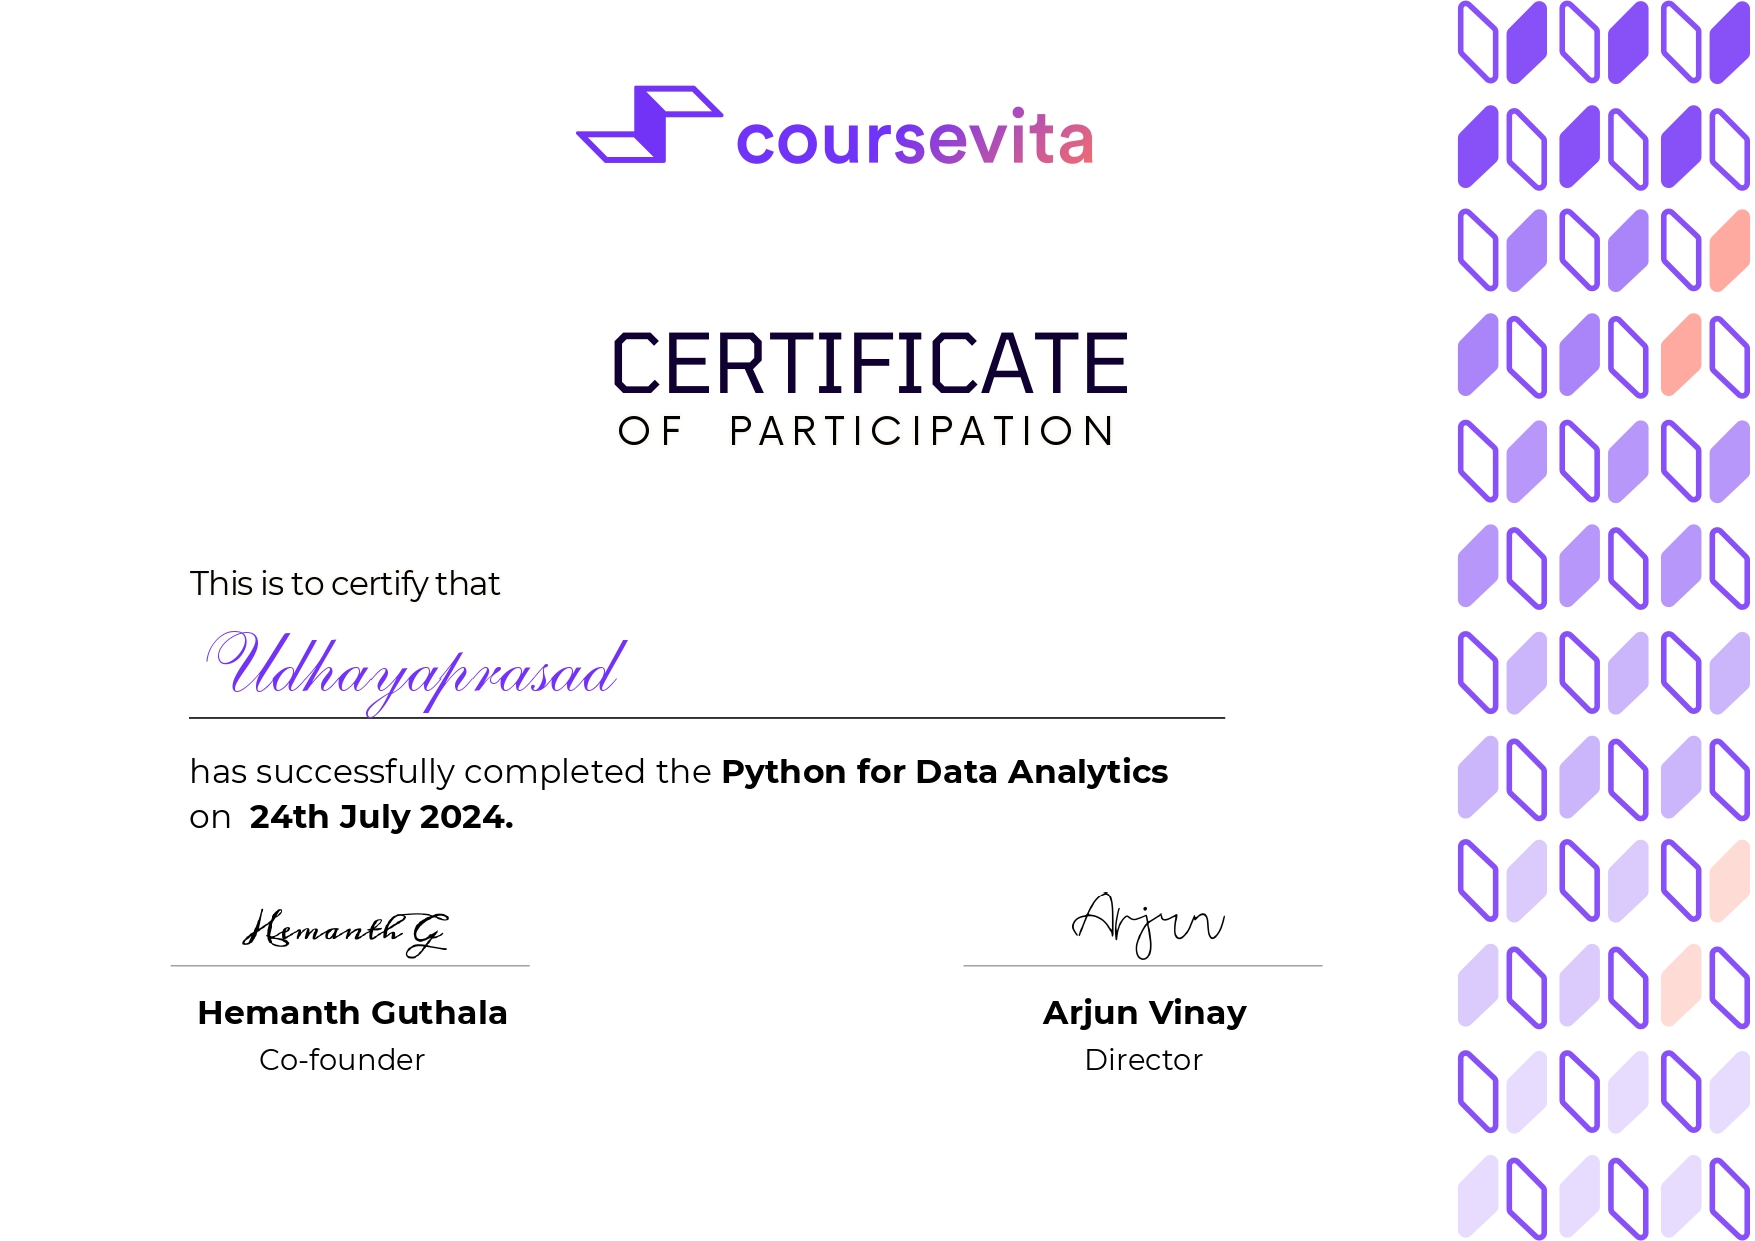 coursevita
CERTIFICATE
OF PARTICIPATION
This is to certify that
Udhayaprasad
has successfully completed the Python for Data Analytics
on 24th July 2024.
Hemanth G
Arjun
Hemanth Guthala
Arjun Vinay
Co-founder
Director